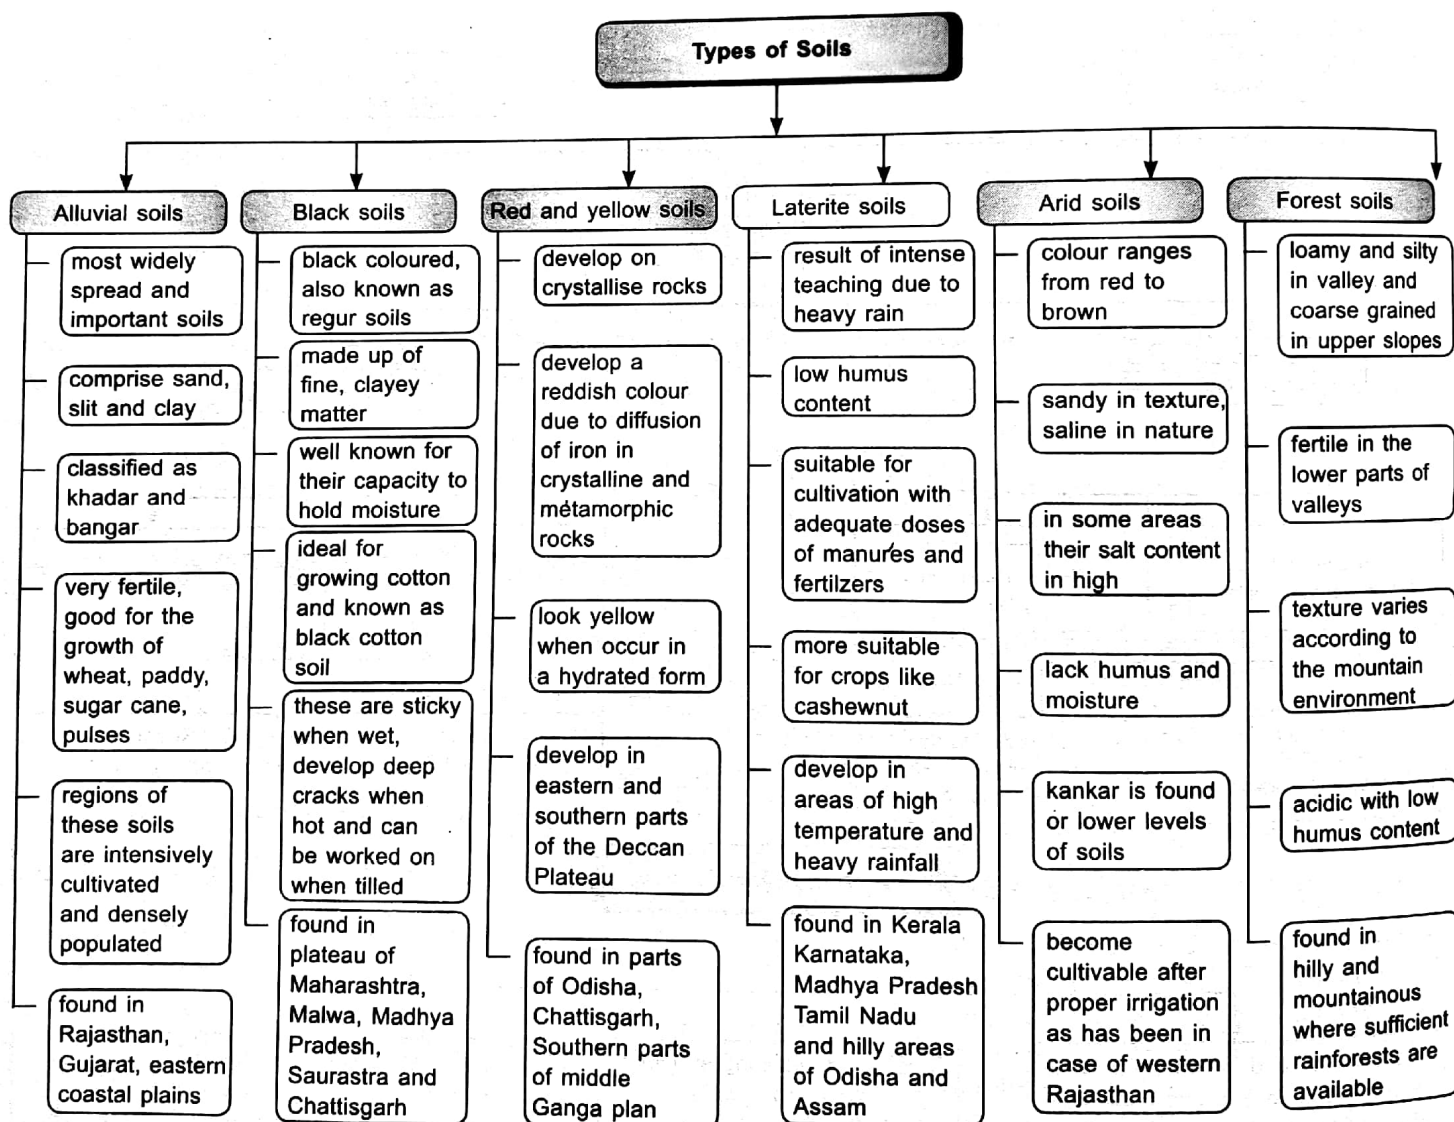 Types of Soils
Alluvial soils
most widely
spread and
important soils
comprise sand,
slit and clay
classified as
khadar and
bangar
very fertile,
good for the
growth of
wheat, paddy,
sugar cane,
pulses
regions of
these soils
are intensively
cultivated
and densely
populated
found in
Rajasthan,
Gujarat, eastern
coastal plains
Black soils
black coloured,
also known as
regur soils
made up of
fine, clayey
matter
well known for
their capacity to
hold moisture
ideal for
growing cotton
and known as
black cotton
soil
these are sticky
when wet,
develop deep
cracks when
hot and can
be worked on
when tilled
found in
plateau of
Maharashtra,
Malwa, Madhya
Pradesh,
Saurastra and
Chattisgarh
Red and yellow soils
develop on
crystallise rocks
develop a
reddish colour
due to diffusion
of iron in
crystalline and
métamorphic
rocks
look yellow
when occur in
a hydrated form
develop in
eastern and
southern parts
of the Deccan
Plateau
found in parts
of Odisha,
Chattisgarh,
Southern parts
of middle
Ganga plan
Laterite soils
result of intense
teaching due to
heavy rain
low humus
content
suitable for
cultivation with
adequate doses
of manures and
fertilzers
more suitable
for crops like
cashewnut
develop in
areas of high
temperature and
heavy rainfall
found in Kerala
Karnataka,
Madhya Pradesh
Tamil Nadu
and hilly areas
of Odisha and
Assam
Arid soils
colour ranges
from red to
brown
sandy in texture,
saline in nature
in some areas
their salt content
in high
lack humus and
moisture
kankar is found
or lower levels
of soils
become
cultivable after
proper irrigation
as has been in
case of western
Rajasthan
Forest soils
loamy and silty
in valley and
coarse grained
in upper slopes
fertile in the
lower parts of
valleys
texture varies
according to
the mountain
environment
acidic with low
humus content
found in
hilly and
mountainous
where sufficient
rainforests are
available